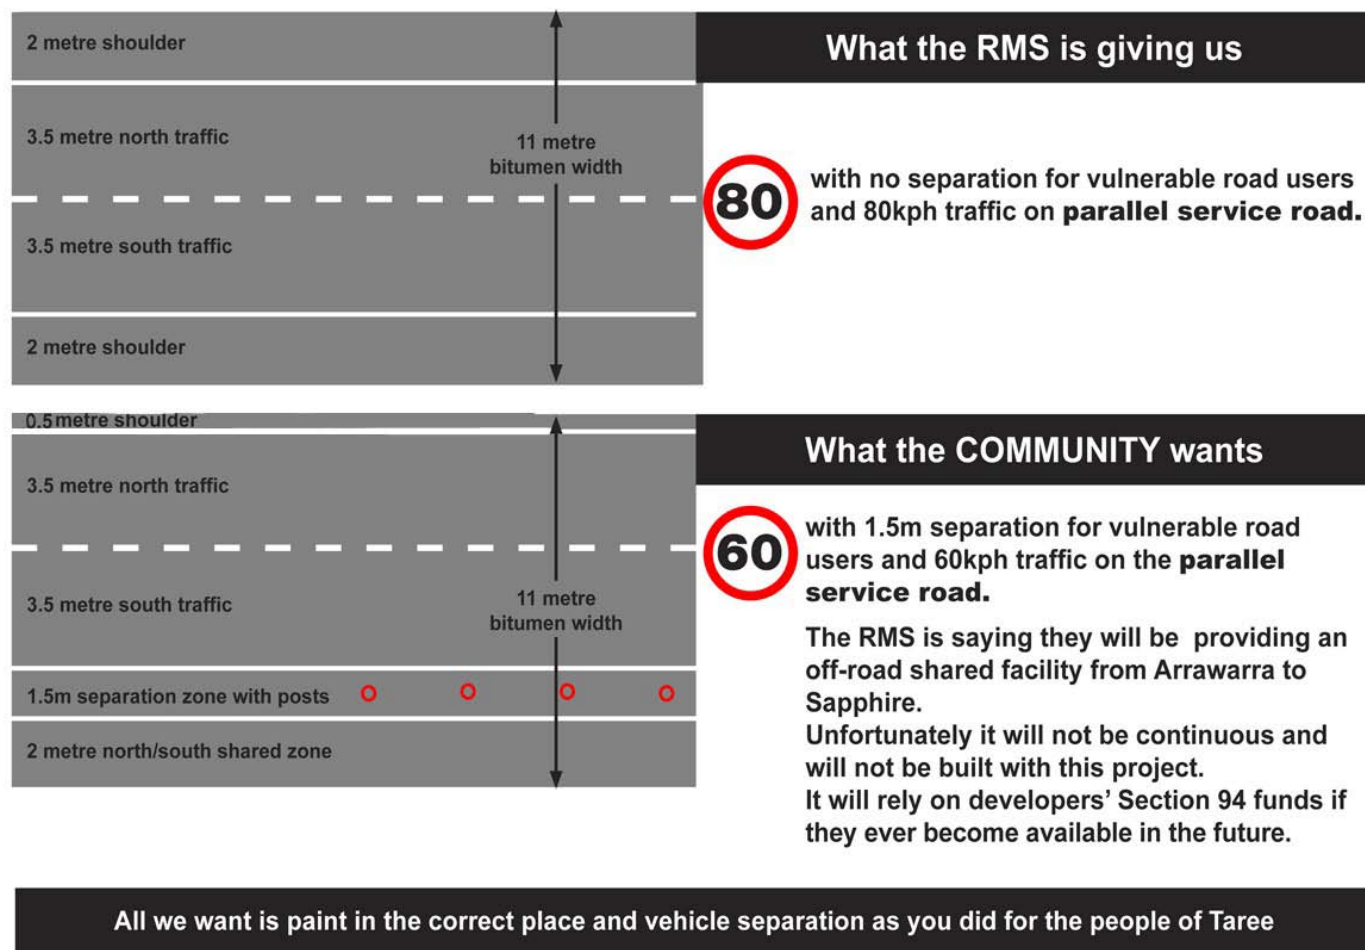 2 metre shoulder
3.5 metre north traffic
3.5 metre south traffic
2 metre shoulder
11 metre
bitumen width
What the RMS is giving us
80
with no separation for vulnerable road users
and 80kph traffic on parallel service road.
0.5 metre shoulder
3.5 metre north traffic
3.5 metre south traffic
1.5m separation zone with posts
2 metre north/south shared zone
11 metre
bitumen width
What the COMMUNITY wants
60
with 1.5m separation for vulnerable road
users and 60kph traffic on the parallel
service road.
The RMS is saying they will be providing an
off-road shared facility from Arrawarra to
Sapphire.
Unfortunately it will not be continuous and
will not be built with this project.
It will rely on developers’ Section 94 funds if
they ever become available in the future.
All we want is paint in the correct place and vehicle separation as you did for the people of Taree